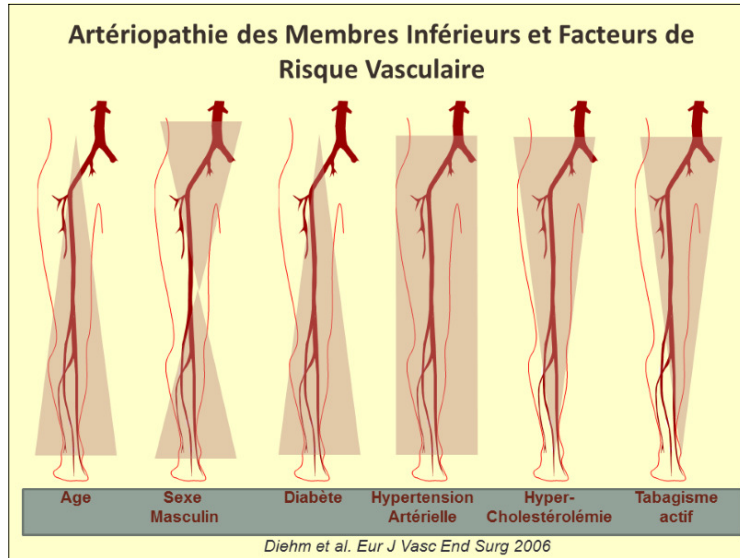 Artériopathie des Membres Inférieurs et Facteurs de
Risque Vasculaire
Age
Sexe
Masculin
Diabète
Hypertension
Artérielle
Hyper-
Cholestérolémie
Tabagisme
actif
Diehm et al. Eur J Vasc End Surg 2006